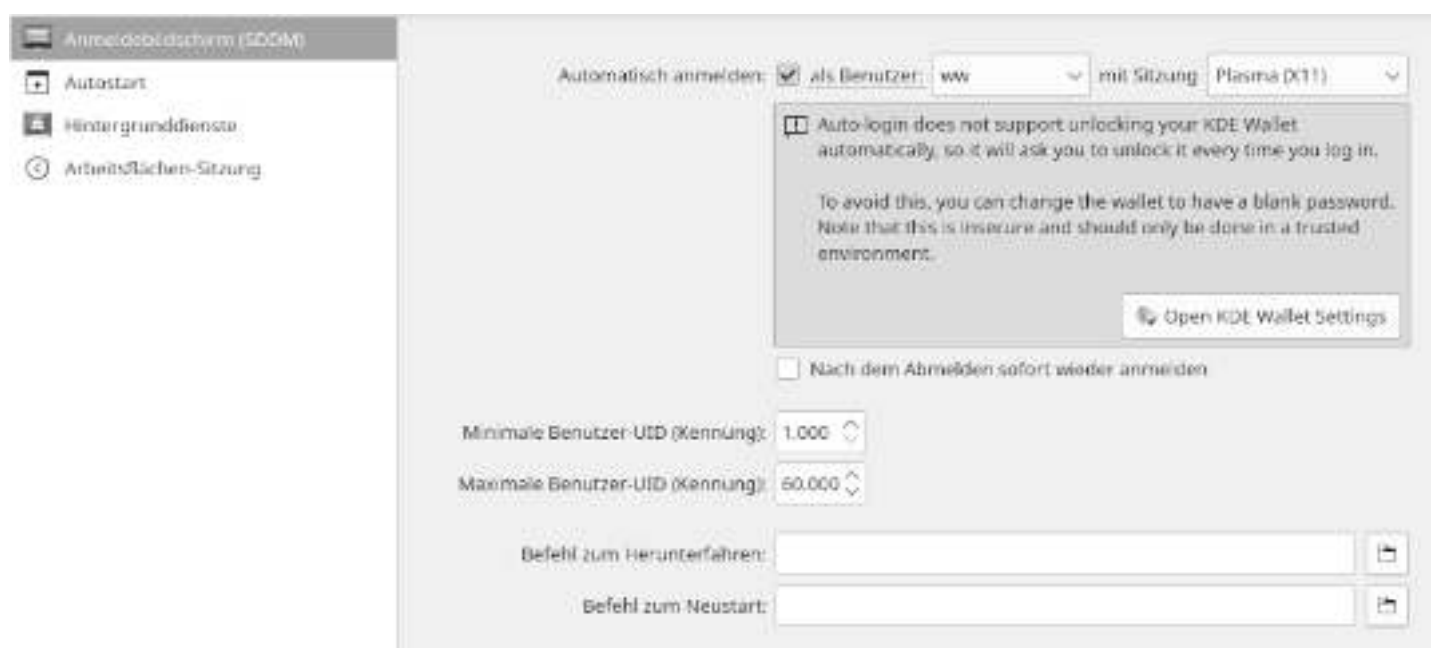 Anmeldebildschirm (SDDM)
Autostart
Hintergrunddienste
Arbeitsflächen-Sitzung
Automatisch anmelden: als Benutzer: ww mit Sitzung Plasma (X11)
Auto-login does not support unlocking your KDE Wallet
automatically, so it will ask you to unlock it every time you log in.
To avoid this, you can change the wallet to have a blank password.
Note that this is insecure and should only be done in a trusted
environment.
Open KDE Wallet Settings
Nach dem Abmelden sofort wieder anmelden
Minimale Benutzer-UID (Kennung): 1.000
Maximale Benutzer-UID (Kennung): 60.000
Befehl zum Herunterfahren:
Befehl zum Neustart: